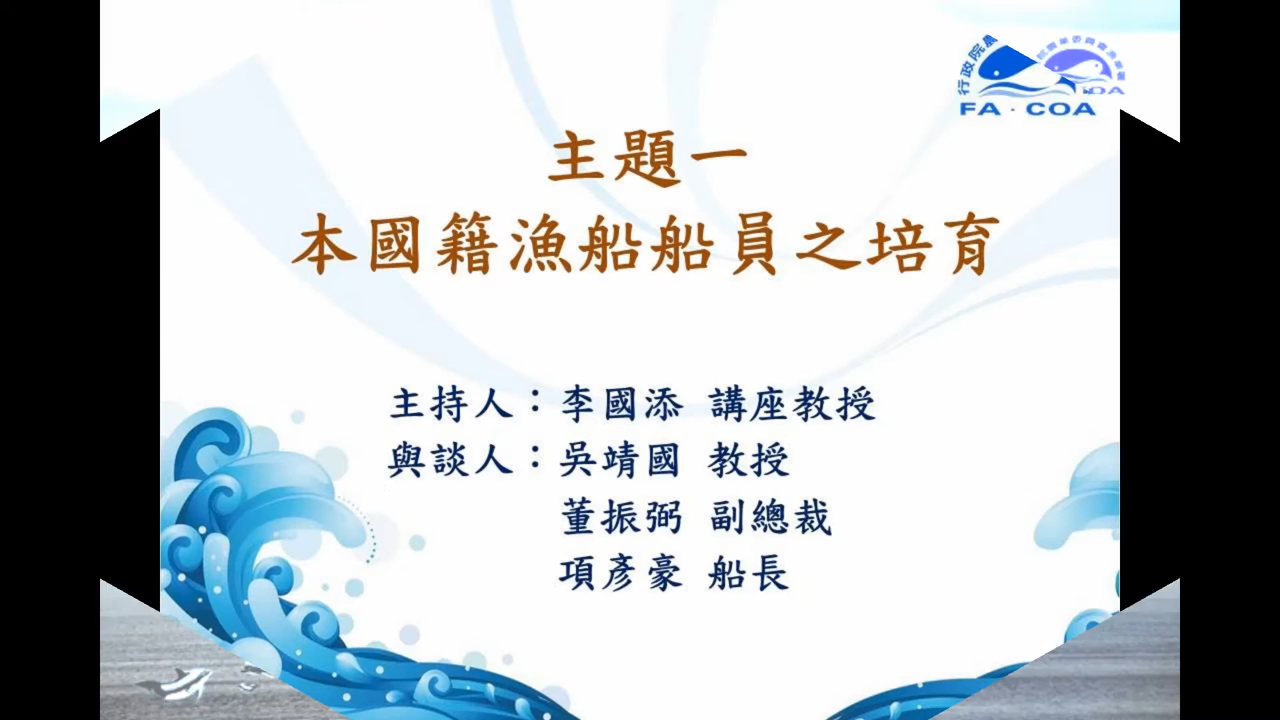 行政院農
院農業委員會漁業署
FA·COA
主題一
本國籍漁船船員之培育
主持人：李國添 講座教授
與談人：吳靖國 教授
董振弼 副總裁
項彥豪 船長